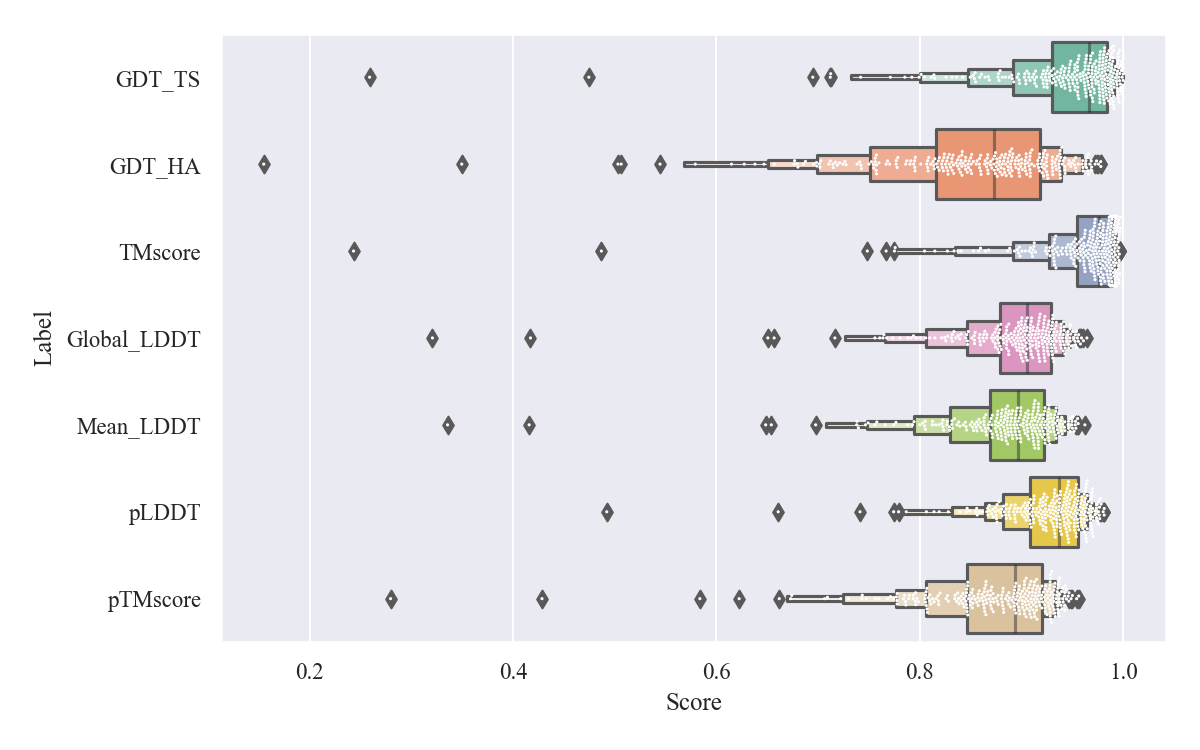 GDT_TS
GDT_HA
TMscore
Global_LDDT
Mean_LDDT
pLDDT
pTMscore
Label
0.2 0.4 0.6 0.8 1.0
Score